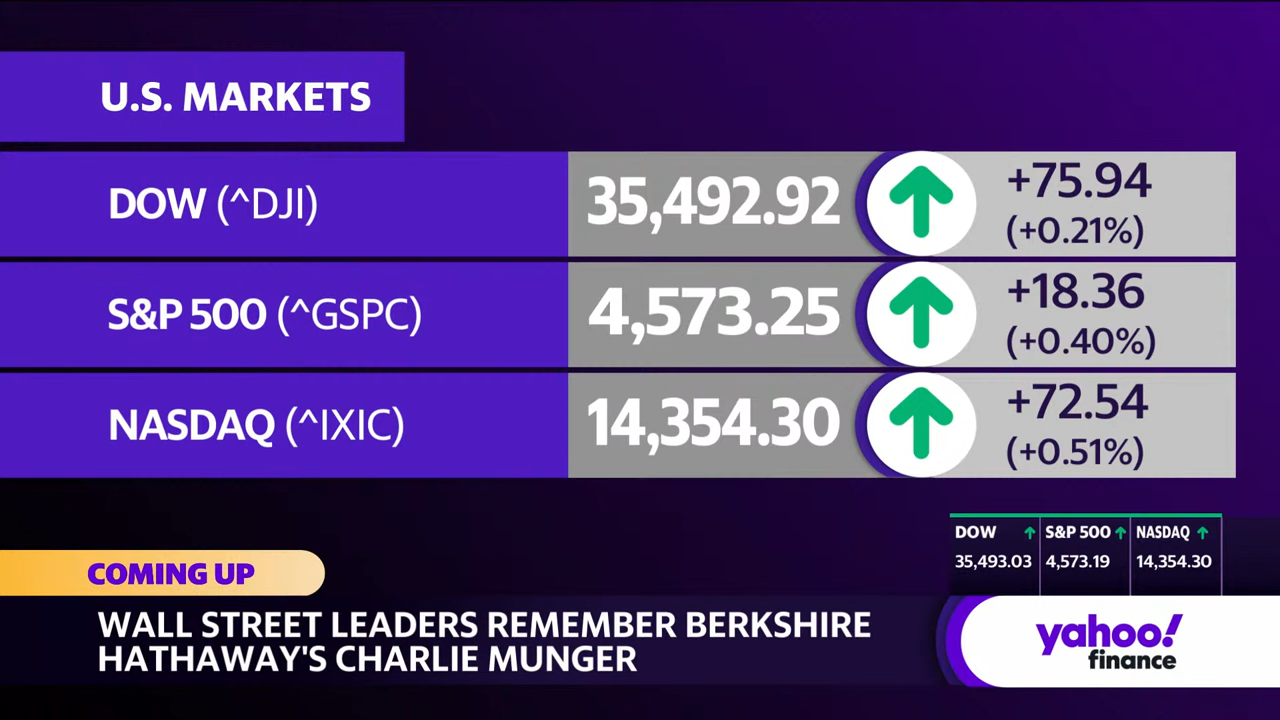 U.S. MARKETS
DOW (^DJI) 35,492.92 +75.94
(+0.21%)
S&P 500 (^GSPC) 4,573.25 +18.36
(+0.40%)
NASDAQ (^IXIC) 14,354.30 +72.54
(+0.51%)
DOW S&P 500 NASDAQ
35,493.03 4,573.19 14,354.30
COMING UP
WALL STREET LEADERS REMEMBER BERKSHIRE
HATHAWAY'S CHARLIE MUNGER
yahoo!
finance